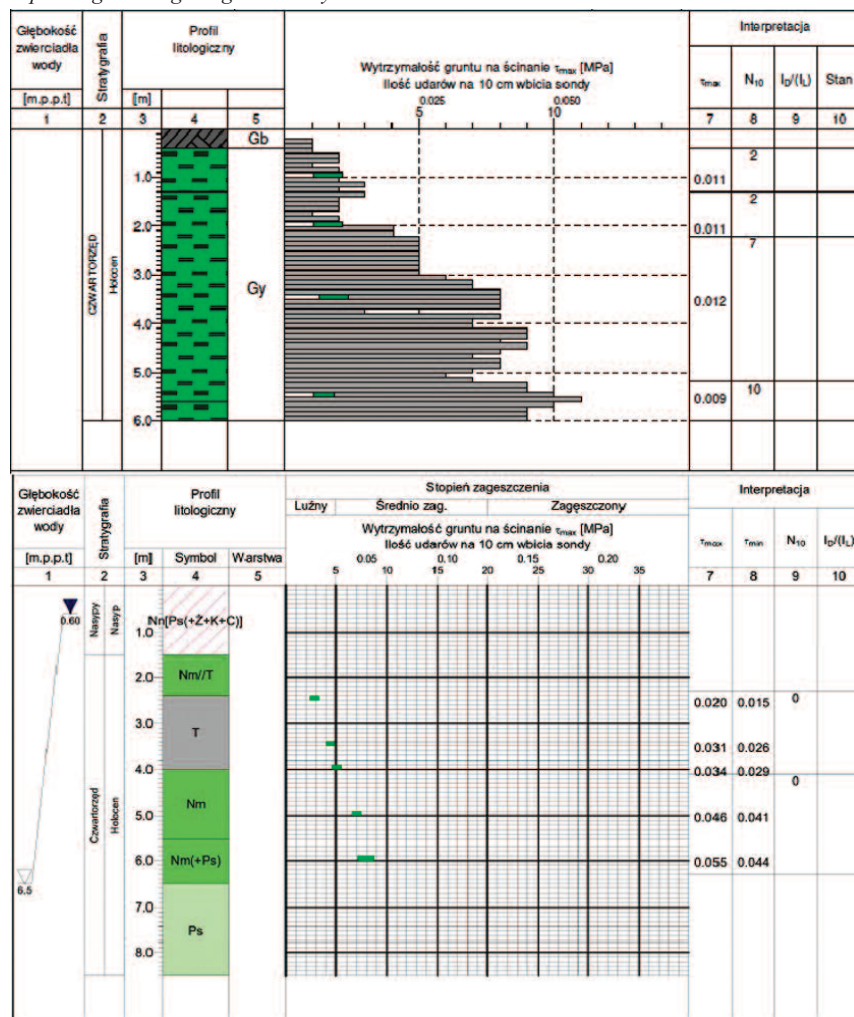 Głębokość zwierciadła wody
Stratygrafia
Profil litologiczny
Wytrzymałość gruntu na ścinanie τmax [MPa]
Ilość udarów na 10 cm wbicia sondy
0.025 0.050
5 10
Interpretacja
τmax N10 ID/(IL) Stan
[m.p.p.t] [m]
1 2 3 4 5 7 8 9 10
Gb
2
1.0
0.011
2
2.0
0.011
7
CZWARTORZĘD
Holocen
3.0
Gy
0.012
4.0
5.0
10
0.009
6.0
Głębokość zwierciadła wody
Stratygrafia
Profil litologiczny
Stopień zagęszczenia
Luźny Średnio zag. Zagęszczony
Wytrzymałość gruntu na ścinanie τmax [MPa]
Ilość udarów na 10 cm wbicia sondy
0.05 0.10 0.15 0.20
5 10 15 20 25 30 35
Interpretacja
τmax τmin N10 ID/(IL)
[m.p.p.t] [m] Symbol Warstwa
1 2 3 4 5 7 8 9 10
0.60
Nasypy
Nasyp
Nn[Ps(+Ż+K+C)]
1.0
2.0
Nm//T
0.020 0.015 0
3.0
T
0.031 0.026
4.0
0.034 0.029 0
Czwartorzęd
Holocen
5.0
Nm
0.046 0.041
6.0
Nm(+Ps)
0.055 0.044
6.5
7.0
Ps
8.0